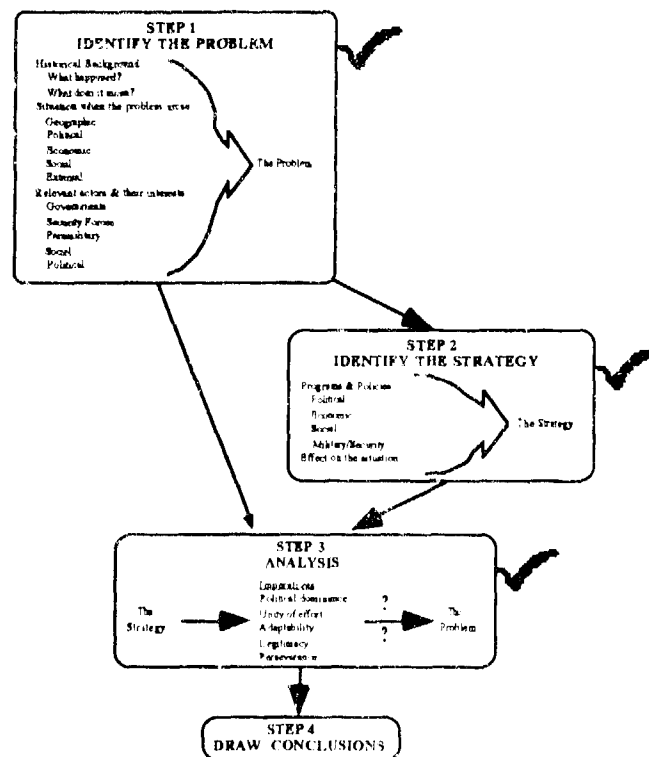 STEP 1
IDENTIFY THE PROBLEM
Historical Background
What happened?
What does it mean?
Situation when the problem arose
Geographic
Political
Economic
Social
External
Relevant actors & their interests
Governments
Security Forces
Paramilitary
Social
Political
The Problem
STEP 2
IDENTIFY THE STRATEGY
Programs & Policies
Political
Economic
Social
Military/Security
Effect on the situation
The Strategy
STEP 3
ANALYSIS
Imperatives
Political dominance
Unity of effort
Adaptability
Legitimacy
Perseverance
The
Strategy
?
?
The
Problem
STEP 4
DRAW CONCLUSIONS